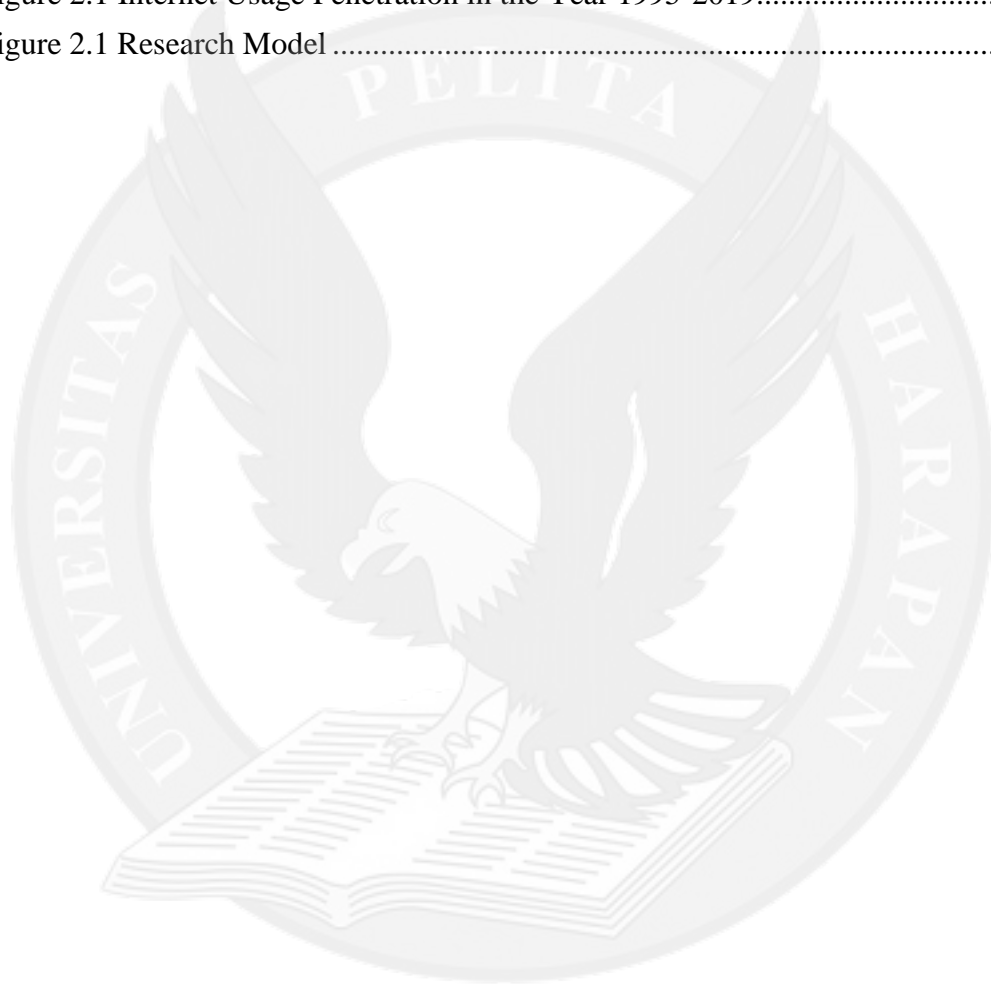 igure 2.1 Internet Usage Penetration in the Year 1995-2019
igure 2.1 Research Model
UNIVERSITAS PELITA HARAPAN